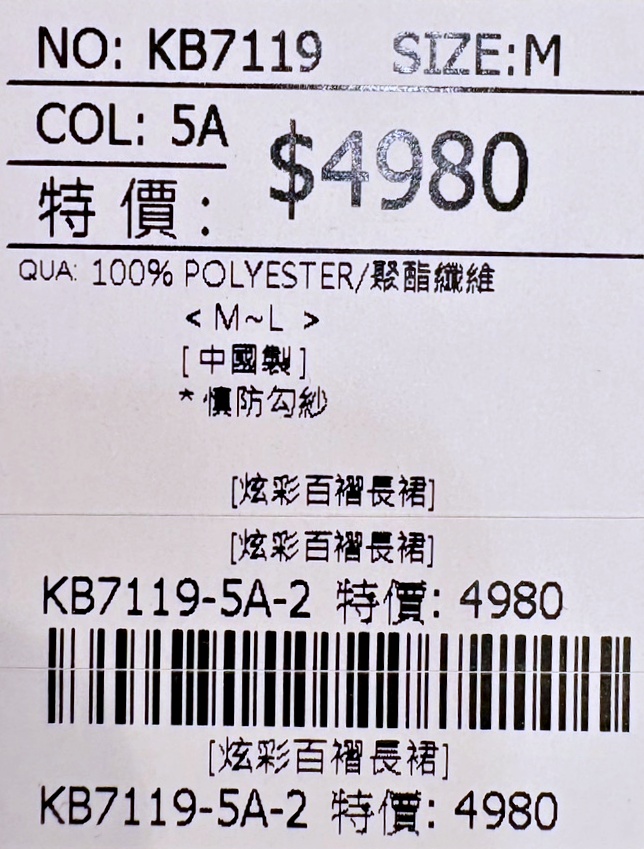 NO: KB7119 SIZE:M
COL: 5A
$4980
特價:
QUA: 100% POLYESTER/聚酯纖維
< M~L >
[中國製]
*慎防勾紗
[炫彩百褶長裙]
[炫彩百褶長裙]
KB7119-5A-2 特價: 4980
[炫彩百褶長裙]
KB7119-5A-2 特價: 4980